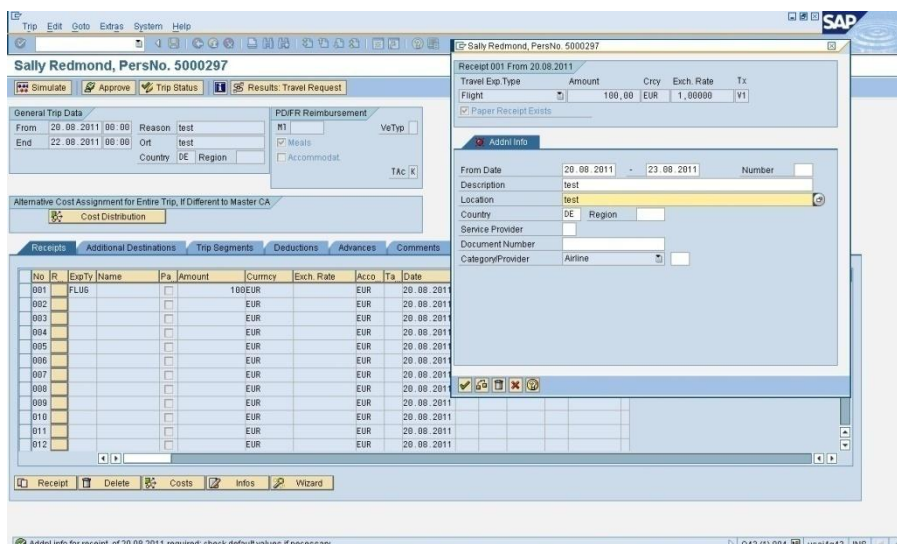 Trip Edit Goto Extras System Help
SAP
Sally Redmond, PersNo. 5000297
Simulate Approve Trip Status Results: Travel Request
General Trip Data
From 20.08.2011 00:00 Reason test
End 22.08.2011 00:00 Ort test
Country DE Region
PD/FR Reimbursement
M1 VeTyp
Meals
Accommodat.
TAc K
Alternative Cost Assignment for Entire Trip, If Different to Master CA
Cost Distribution
Receipts Additional Destinations Trip Segments Deductions Advances Comments
No R ExpTy Name Pa Amount Currncy Exch. Rate Acco Ta Date
001 FLUG 100EUR EUR 20.08.2011
002 EUR EUR 20.08.2011
003 EUR EUR 20.08.2011
004 EUR EUR 20.08.2011
005 EUR EUR 20.08.2011
006 EUR EUR 20.08.2011
007 EUR EUR 20.08.2011
008 EUR EUR 20.08.2011
009 EUR EUR 20.08.2011
010 EUR EUR 20.08.2011
011 EUR EUR 20.08.2011
012 EUR EUR 20.08.2011
Receipt Delete Costs Infos Wizard
Sally Redmond, PersNo. 5000297
Receipt 001 From 20.08.2011
Travel Exp.Type Amount Crcy Exch. Rate Tx
Flight 100,00 EUR 1,00000 V1
Paper Receipt Exists
Addnl Info
From Date 20.08.2011 - 23.08.2011 Number
Description test
Location test
Country DE Region
Service Provider
Document Number
Category/Provider Airline
Addnl info for receipt of 20.08.2011 required; check default values if necessary
INS